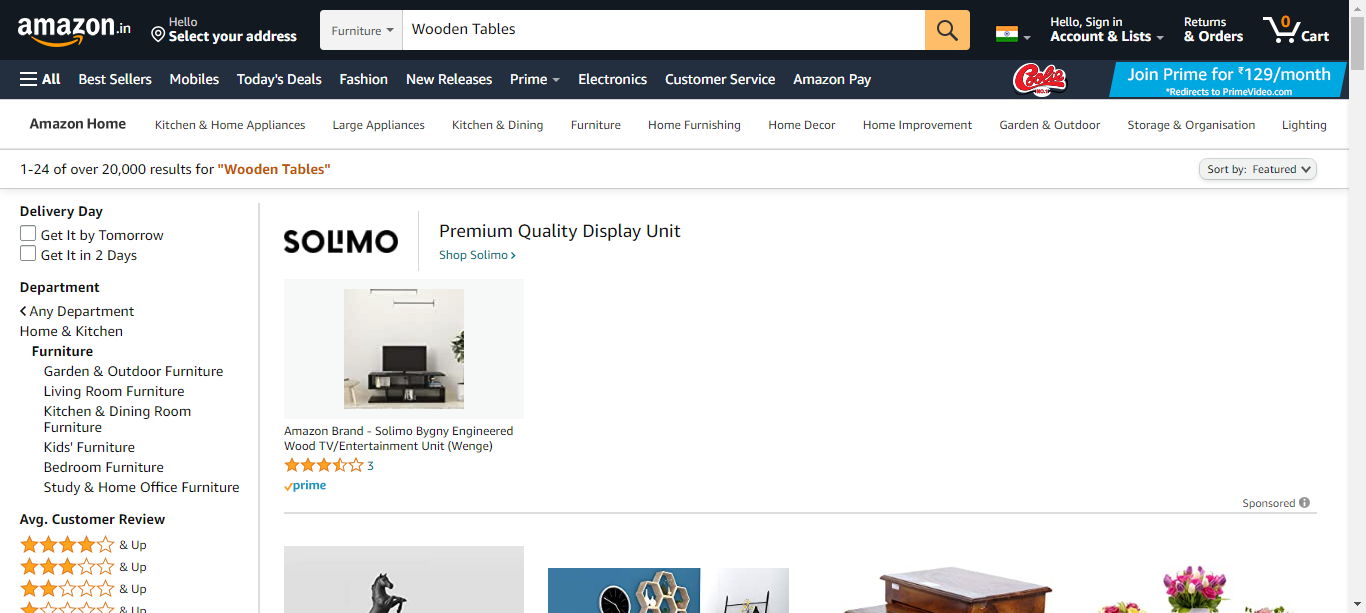 amazon.in
Hello
Select your address
Furniture
Wooden Tables
Hello, Sign in
Account & Lists
Returns
& Orders
0
Cart
All
Best Sellers
Mobiles
Today's Deals
Fashion
New Releases
Prime
Electronics
Customer Service
Amazon Pay
Coolie
NO.1
Join Prime for ₹129/month
*Redirects to PrimeVideo.com
Amazon Home
Kitchen & Home Appliances
Large Appliances
Kitchen & Dining
Furniture
Home Furnishing
Home Decor
Home Improvement
Garden & Outdoor
Storage & Organisation
Lighting
1-24 of over 20,000 results for "Wooden Tables"
Sort by: Featured
Delivery Day
Get It by Tomorrow
Get It in 2 Days
Department
Any Department
Home & Kitchen
Furniture
Garden & Outdoor Furniture
Living Room Furniture
Kitchen & Dining Room
Furniture
Kids' Furniture
Bedroom Furniture
Study & Home Office Furniture
Avg. Customer Review
& Up
& Up
& Up
& Up
SOLIMO
Premium Quality Display Unit
Shop Solimo ›
Amazon Brand - Solimo Bygny Engineered
Wood TV/Entertainment Unit (Wenge)
3
prime
Sponsored